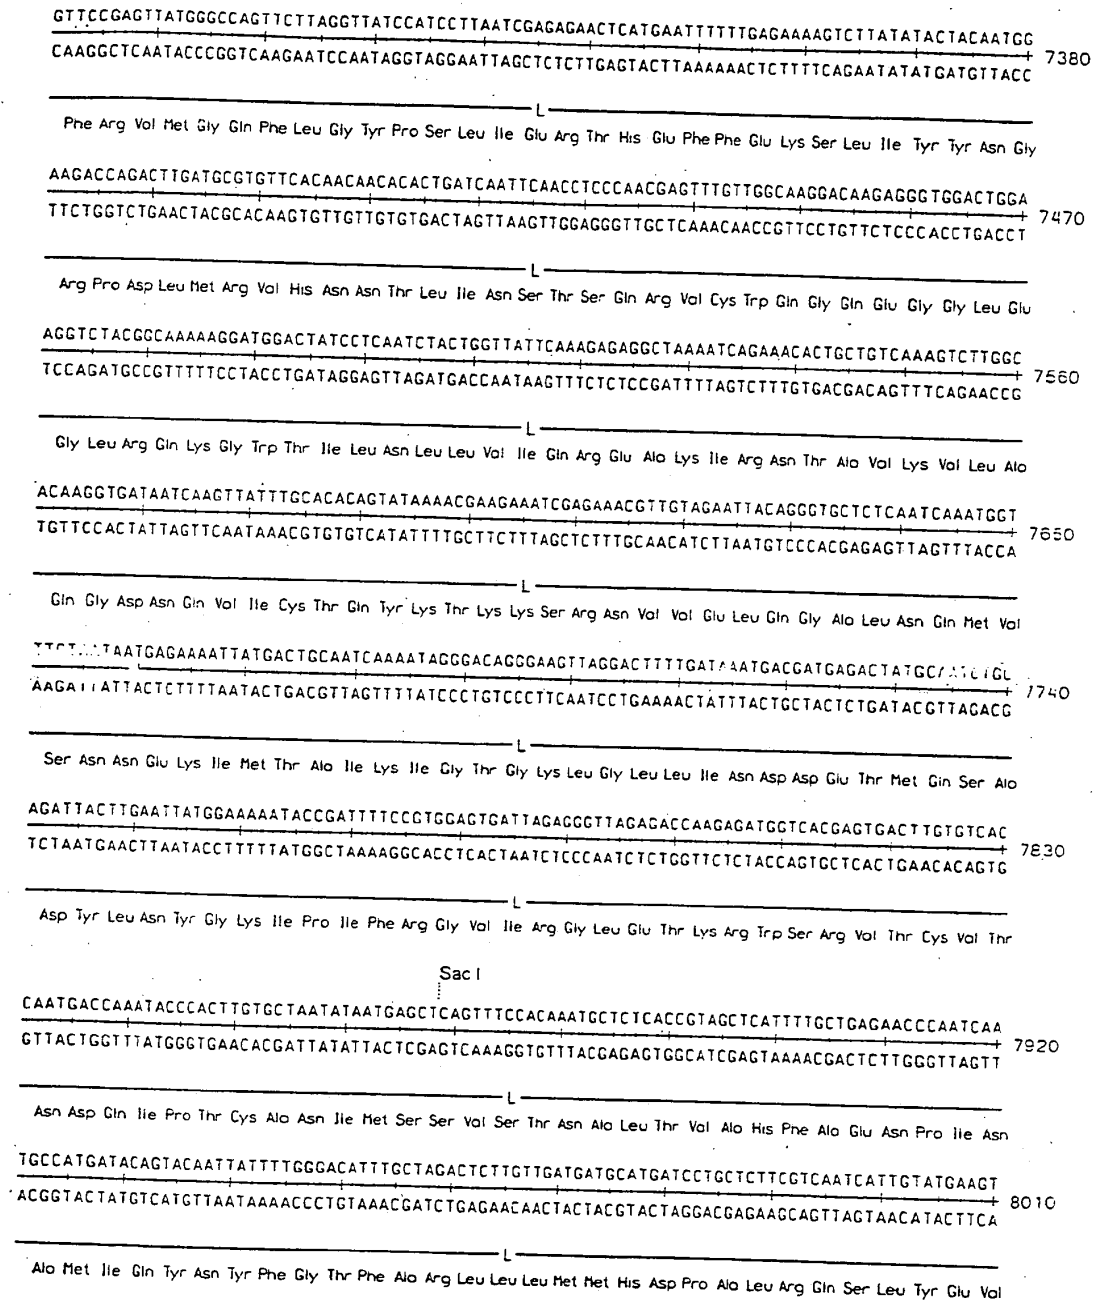 GTTCCGAGTTATGGGCCAGTTCTTAGGTTATCCATCCTTAATCGAGAGAACTCATGAATTTTTTGAGAAAAGTCTTATATACTACAATGG
7380
CAAGGCTCAATACCCGGTCAAGAATCCAATAGGTAGGAATTAGCTCTCTTGAGTACTTAAAAAACTCTTTTCAGAATATATGATGTTACC
L
Phe Arg Val Met Gly Gln Phe Leu Gly Tyr Pro Ser Leu Ile Glu Arg Thr His Glu Phe Phe Glu Lys Ser Leu Ile Tyr Tyr Asn Gly
AAGACCAGACTTGATGCGTGTTCACAACAACACACTGATCAATTCAACCTCCCAACGAGTTTGTTGGCAAGGACAAGAGGGTGGACTGGA
7470
TTCTGGTCTGAACTACGCACAAGTGTTGTTGTGTGACTAGTTAAGTTGGAGGGTTGCTCAAACAACCGTTCCTGTTCTCCCACCTGACCT
L
Arg Pro Asp Leu Met Arg Val His Asn Asn Thr Leu Ile Asn Ser Thr Ser Gln Arg Val Cys Trp Gln Gly Gln Glu Gly Gly Leu Glu
AGGTCTACGGCAAAAAGGATGGACTATCCTCAATCTACTGGTTATTCAAAGAGAGGCTAAAATCAGAAACACTGCTGTCAAAGTCTTGGC
7560
TCCAGATGCCGTTTTTCCTACCTGATAGGAGTTAGATGACCAATAAGTTTCTCTCCGATTTTAGTCTTTGTGACGACAGTTTCAGAACCG
L
Gly Leu Arg Gln Lys Gly Trp Thr Ile Leu Asn Leu Leu Val Ile Gln Arg Glu Ala Lys Ile Arg Asn Thr Ala Val Lys Val Leu Ala
ACAAGGTGATAATCAAGTTATTTGCACACAGTATAAAACGAAGAAATCGAGAAACGTTGTAGAATTACAGGGTGCTCTCAATCAAATGGT
7650
TGTTCCACTATTAGTTCAATAAACGTGTGTCATATTTTGCTTCTTTAGCTCTTTGCAACATCTTAATGTCCCACGAGAGTTAGTTTACCA
L
Gln Gly Asp Asn Gln Val Ile Cys Thr Gln Tyr Lys Thr Lys Lys Ser Arg Asn Val Val Glu Leu Gln Gly Ala Leu Asn Gln Met Val
TTCTAATAATGAGAAAATTATGACTGCAATCAAAATAGGGACAGGGAAGTTAGGACTTTTGATAAATGACGATGAGACTATGCAATCTGC
7740
AAGATTATTACTCTTTTAATACTGACGTTAGTTTTATCCCTGTCCCTTCAATCCTGAAAACTATTTACTGCTACTCTGATACGTTAGACG
L
Ser Asn Asn Glu Lys Ile Met Thr Ala Ile Lys Ile Gly Thr Gly Lys Leu Gly Leu Leu Ile Asn Asp Asp Glu Thr Met Gln Ser Ala
AGATTACTTGAATTATGGAAAAATACCGATTTTCCGTGGAGTGATTAGAGGGTTAGAGACCAAGAGATGGTCACGAGTGACTTGTGTCAC
7830
TCTAATGAACTTAATACCTTTTTATGGCTAAAAGGCACCTCACTAATCTCCCAATCTCTGGTTCTCTACCAGTGCTCACTGAACACAGTG
L
Asp Tyr Leu Asn Tyr Gly Lys Ile Pro Ile Phe Arg Gly Val Ile Arg Gly Leu Glu Thr Lys Arg Trp Ser Arg Val Thr Cys Val Thr
Sac I
CAATGACCAAATACCCACTTGTGCTAATATAATGAGCTCAGTTTCCACAAATGCTCTCACCGTAGCTCATTTTGCTGAGAACCCAATCAA
7920
GTTACTGGTTTATGGGTGAACACGATTATATTACTCGAGTCAAAGGTGTTTACGAGAGTGGCATCGAGTAAAACGACTCTTGGGTTAGTT
L
Asn Asp Gln Ile Pro Thr Cys Ala Asn Ile Met Ser Ser Val Ser Thr Asn Ala Leu Thr Val Ala His Phe Ala Glu Asn Pro Ile Asn
TGCCATGATACAGTACAATTATTTTGGGACATTTGCTAGACTCTTGTTGATGATGCATGATCCTGCTCTTCGTCAATCATTGTATGAAGT
8010
ACGGTACTATGTCATGTTAATAAAACCCTGTAAACGATCTGAGAACAACTACTACGTACTAGGACGAGAAGCAGTTAGTAACATACTTCA
L
Ala Met Ile Gln Tyr Asn Tyr Phe Gly Thr Phe Ala Arg Leu Leu Leu Met Met His Asp Pro Ala Leu Arg Gln Ser Leu Tyr Glu Val